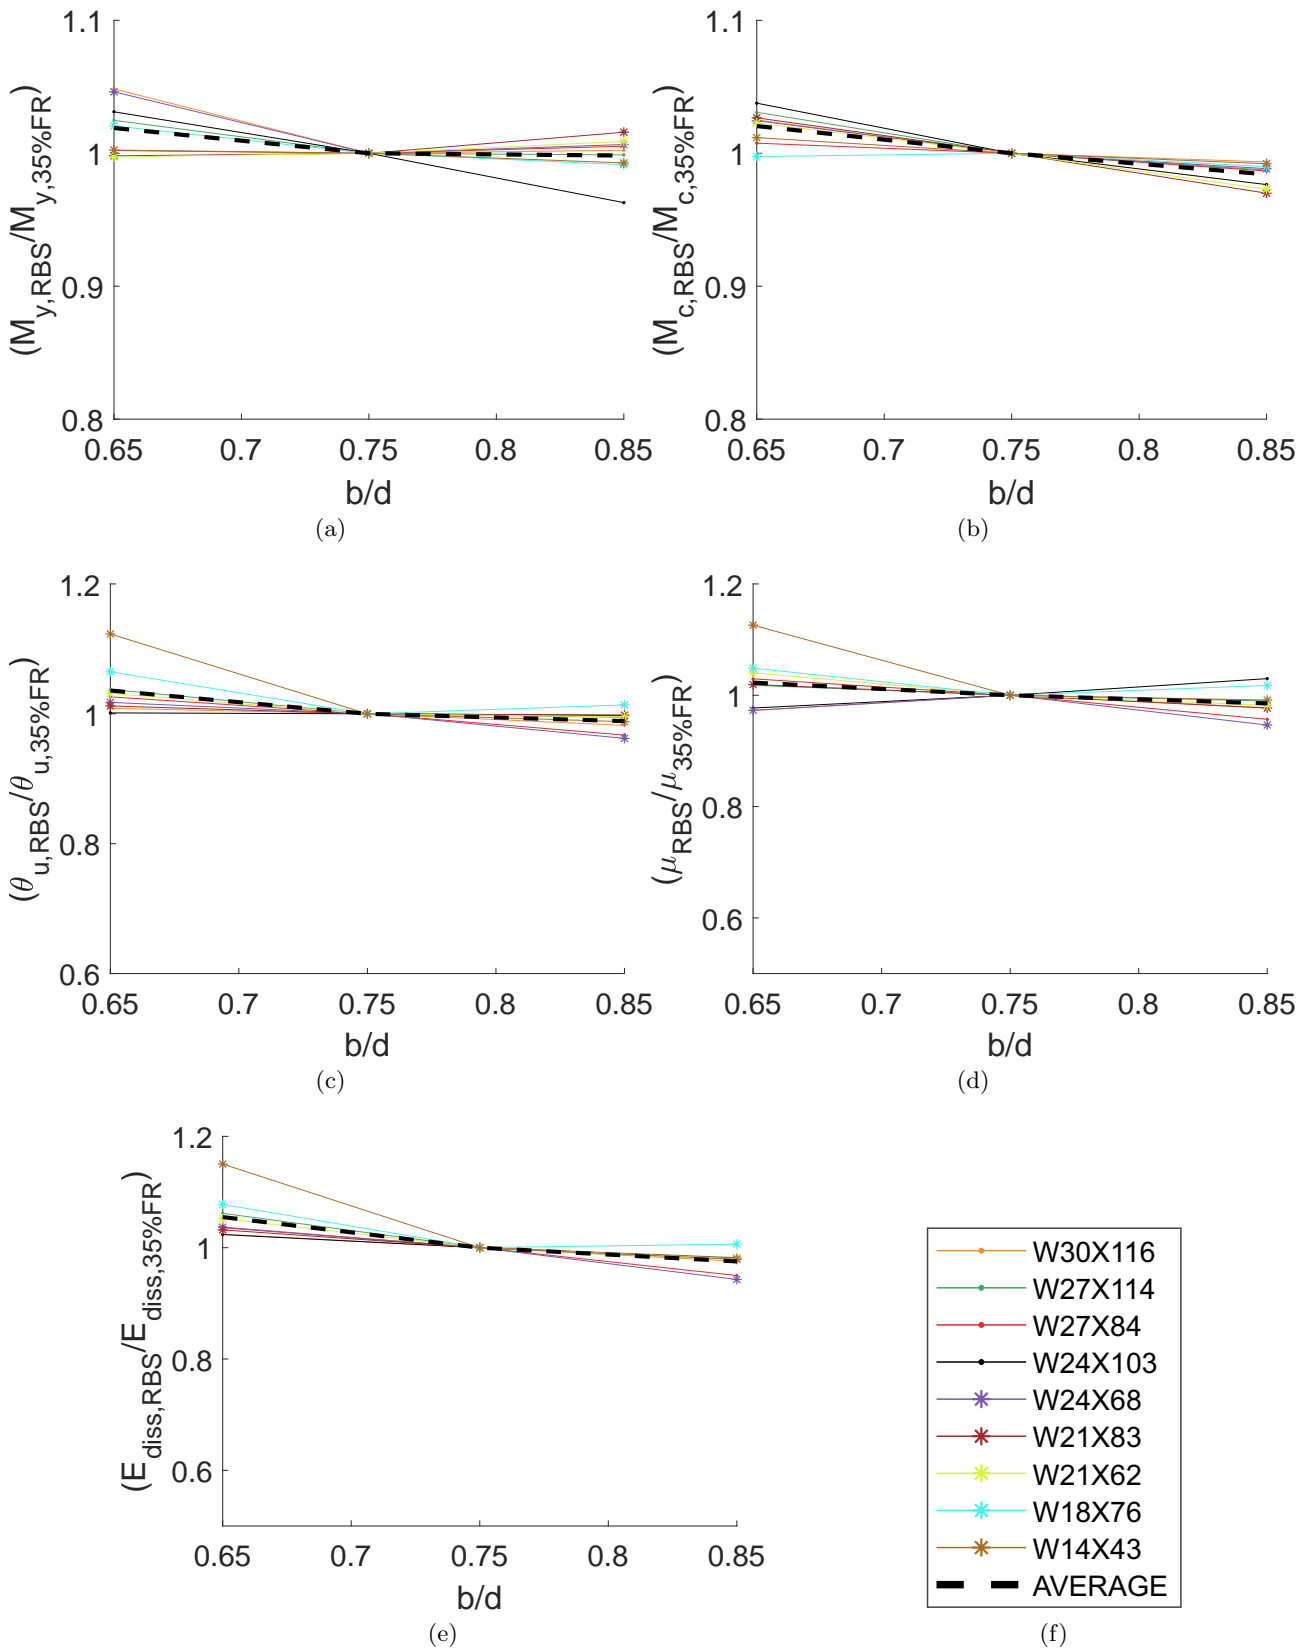 1.1
1
0.9
0.8
0.65 0.7 0.75 0.8 0.85
b/d
(M_y,RBS/M_y,35%FR)
(a)
1.1
1
0.9
0.8
0.65 0.7 0.75 0.8 0.85
b/d
(M_c,RBS/M_c,35%FR)
(b)
1.2
1
0.8
0.6
0.65 0.7 0.75 0.8 0.85
b/d
(θ_u,RBS/θ_u,35%FR)
(c)
1.2
1
0.8
0.6
0.65 0.7 0.75 0.8 0.85
b/d
(μ_RBS/μ_35%FR)
(d)
1.2
1
0.8
0.6
0.65 0.7 0.75 0.8 0.85
b/d
(E_diss,RBS/E_diss,35%FR)
(e)
W30X116
W27X114
W27X84
W24X103
W24X68
W21X83
W21X62
W18X76
W14X43
AVERAGE
(f)